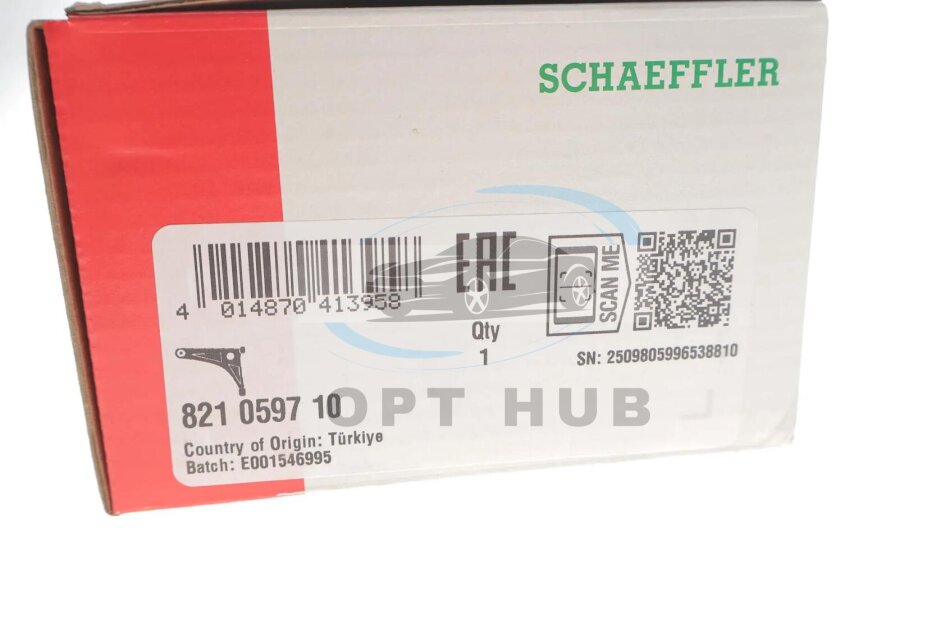 SCHAEFFLER
4 014870 413958
EAC
Qty
1
SCAN ME
SN: 2509805996538810
821 0597 10
OPT HUB
Country of Origin: Türkiye
Batch: E001546995